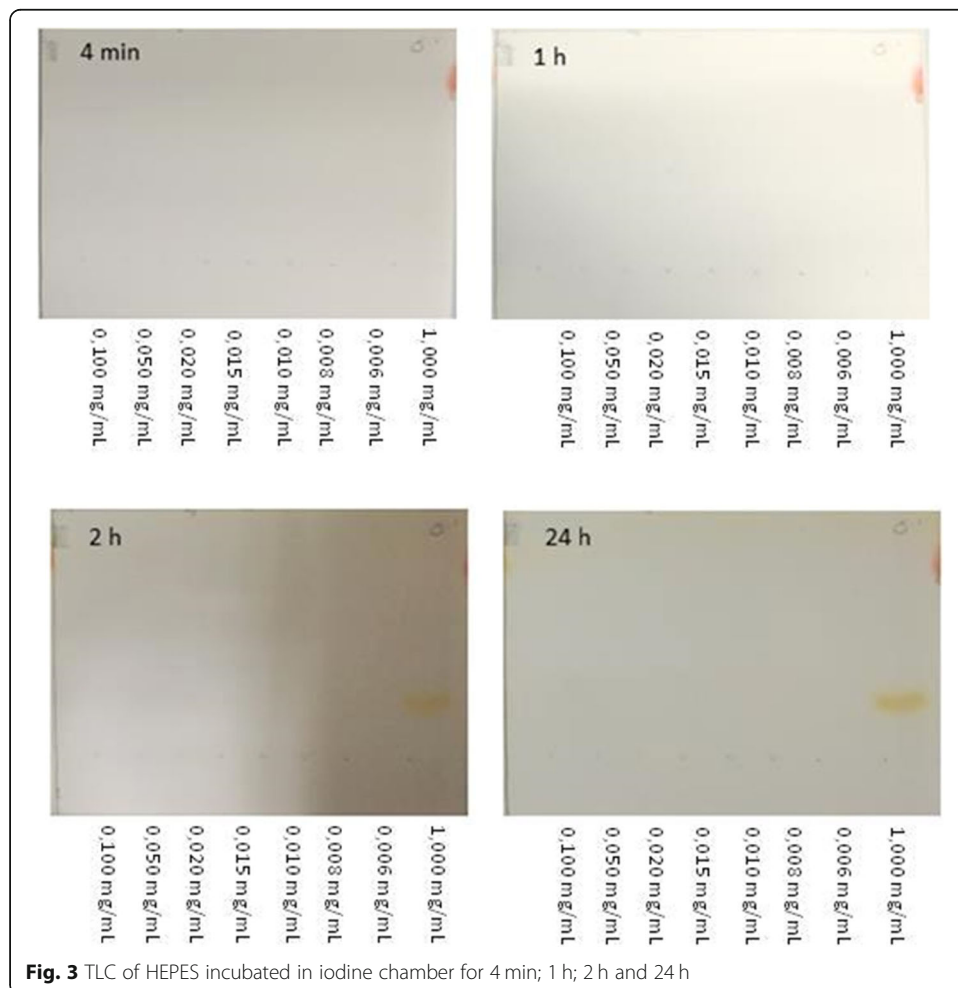 4 min
1 h
0,100 mg/mL
0,050 mg/mL
0,020 mg/mL
0,015 mg/mL
0,010 mg/mL
0,008 mg/mL
0,006 mg/mL
1,000 mg/mL
0,100 mg/mL
0,050 mg/mL
0,020 mg/mL
0,015 mg/mL
0,010 mg/mL
0,008 mg/mL
0,006 mg/mL
1,000 mg/mL
2 h
24 h
0,100 mg/mL
0,050 mg/mL
0,020 mg/mL
0,015 mg/mL
0,010 mg/mL
0,008 mg/mL
0,006 mg/mL
1,000 mg/mL
0,100 mg/mL
0,050 mg/mL
0,020 mg/mL
0,015 mg/mL
0,010 mg/mL
0,008 mg/mL
0,006 mg/mL
1,000 mg/mL
Fig. 3 TLC of HEPES incubated in iodine chamber for 4 min; 1 h; 2 h and 24 h